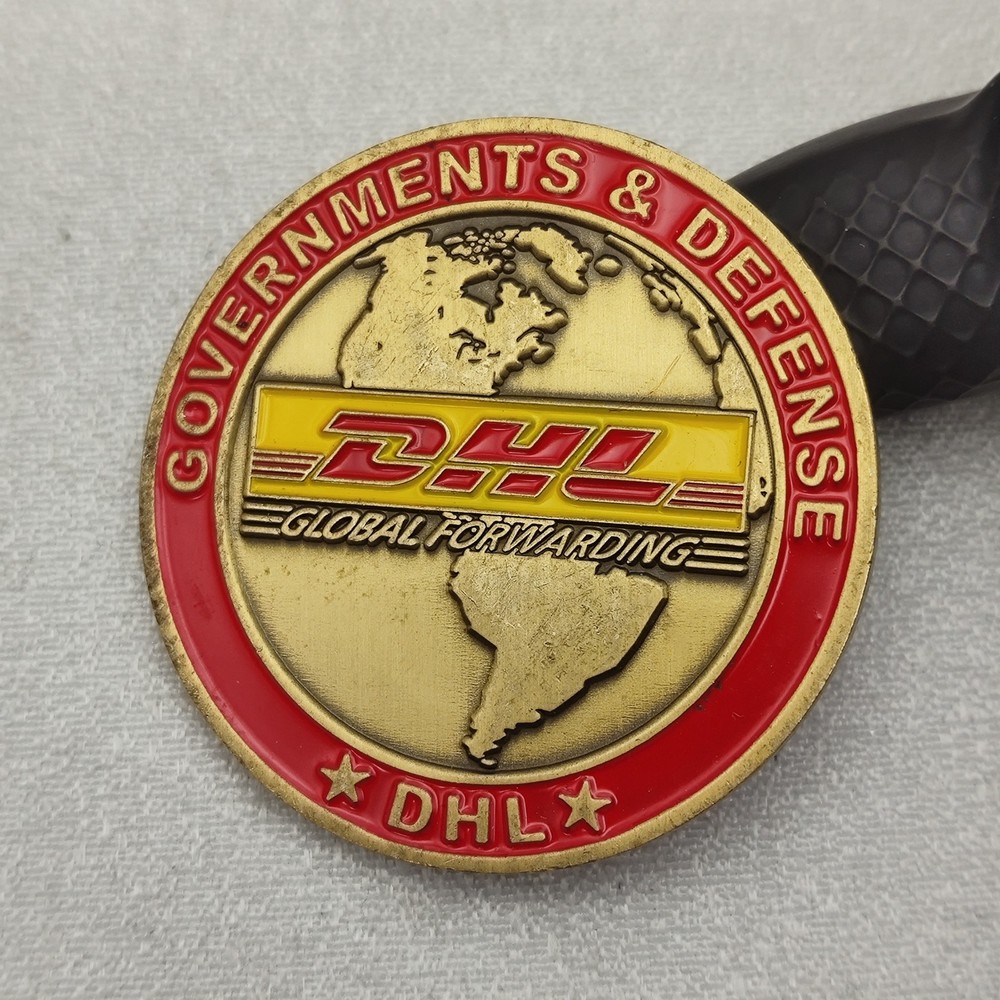 GOVERNMENTS & DEFENSE
DHL
GLOBAL FORWARDING
DHL